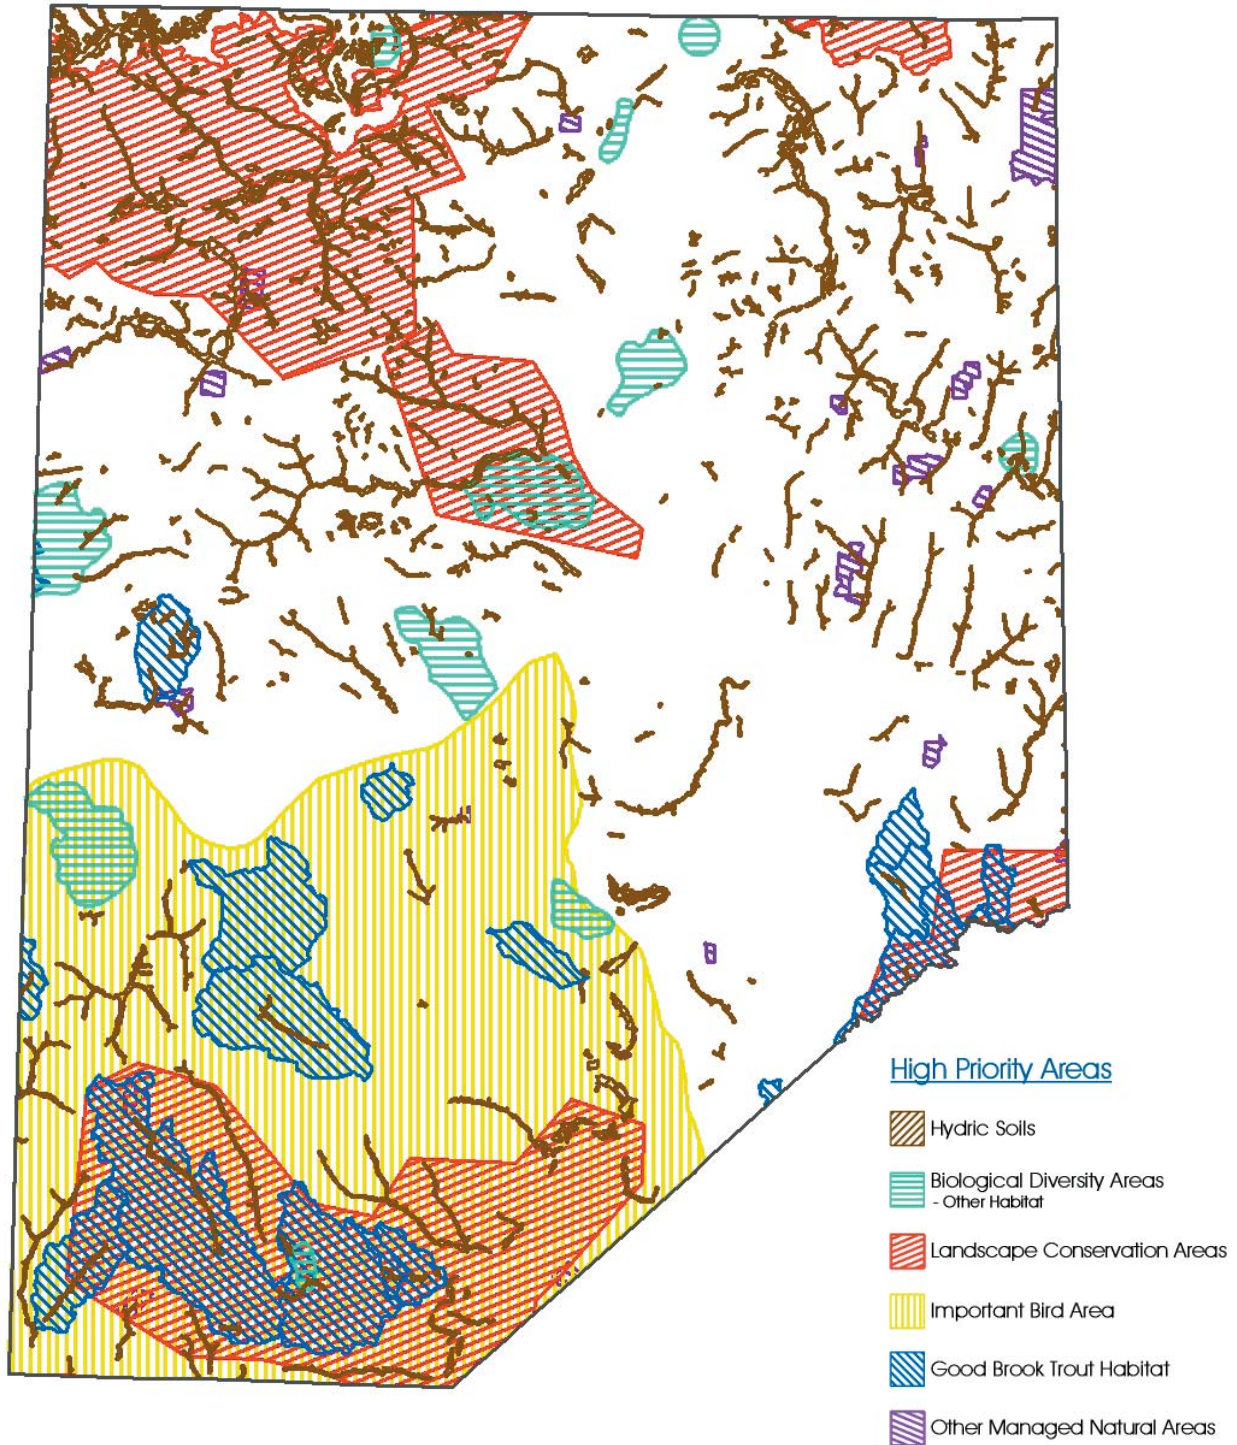 High Priority Areas
Hydric Soils
Biological Diversity Areas
- Other Habitat
Landscape Conservation Areas
Important Bird Area
Good Brook Trout Habitat
Other Managed Natural Areas